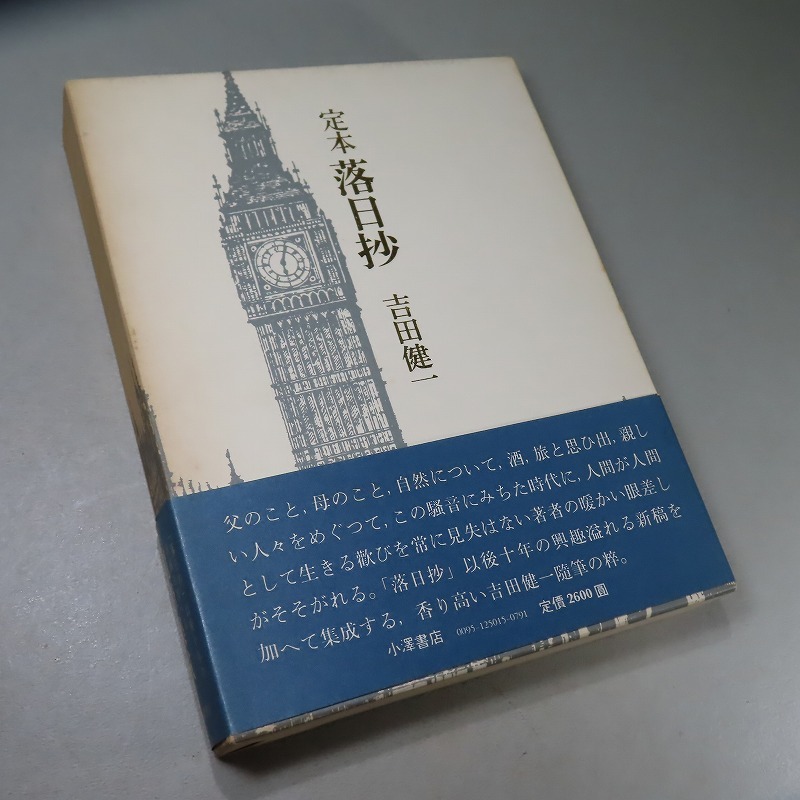 定本 落日抄
吉田健一
父のこと，母のこと，自然について，酒，旅と思ひ出，親し
い人々をめぐつて，この騒音にみちた時代に，人間が人間
として生きる歡びを常に見失はない著者の暖かい眼差し
がそそがれる。「落日抄」以後十年の興趣溢れる新稿を
加へて集成する，香り高い吉田健一隨筆の粹。
小澤書店 0095-125015-0791 定價2600圓